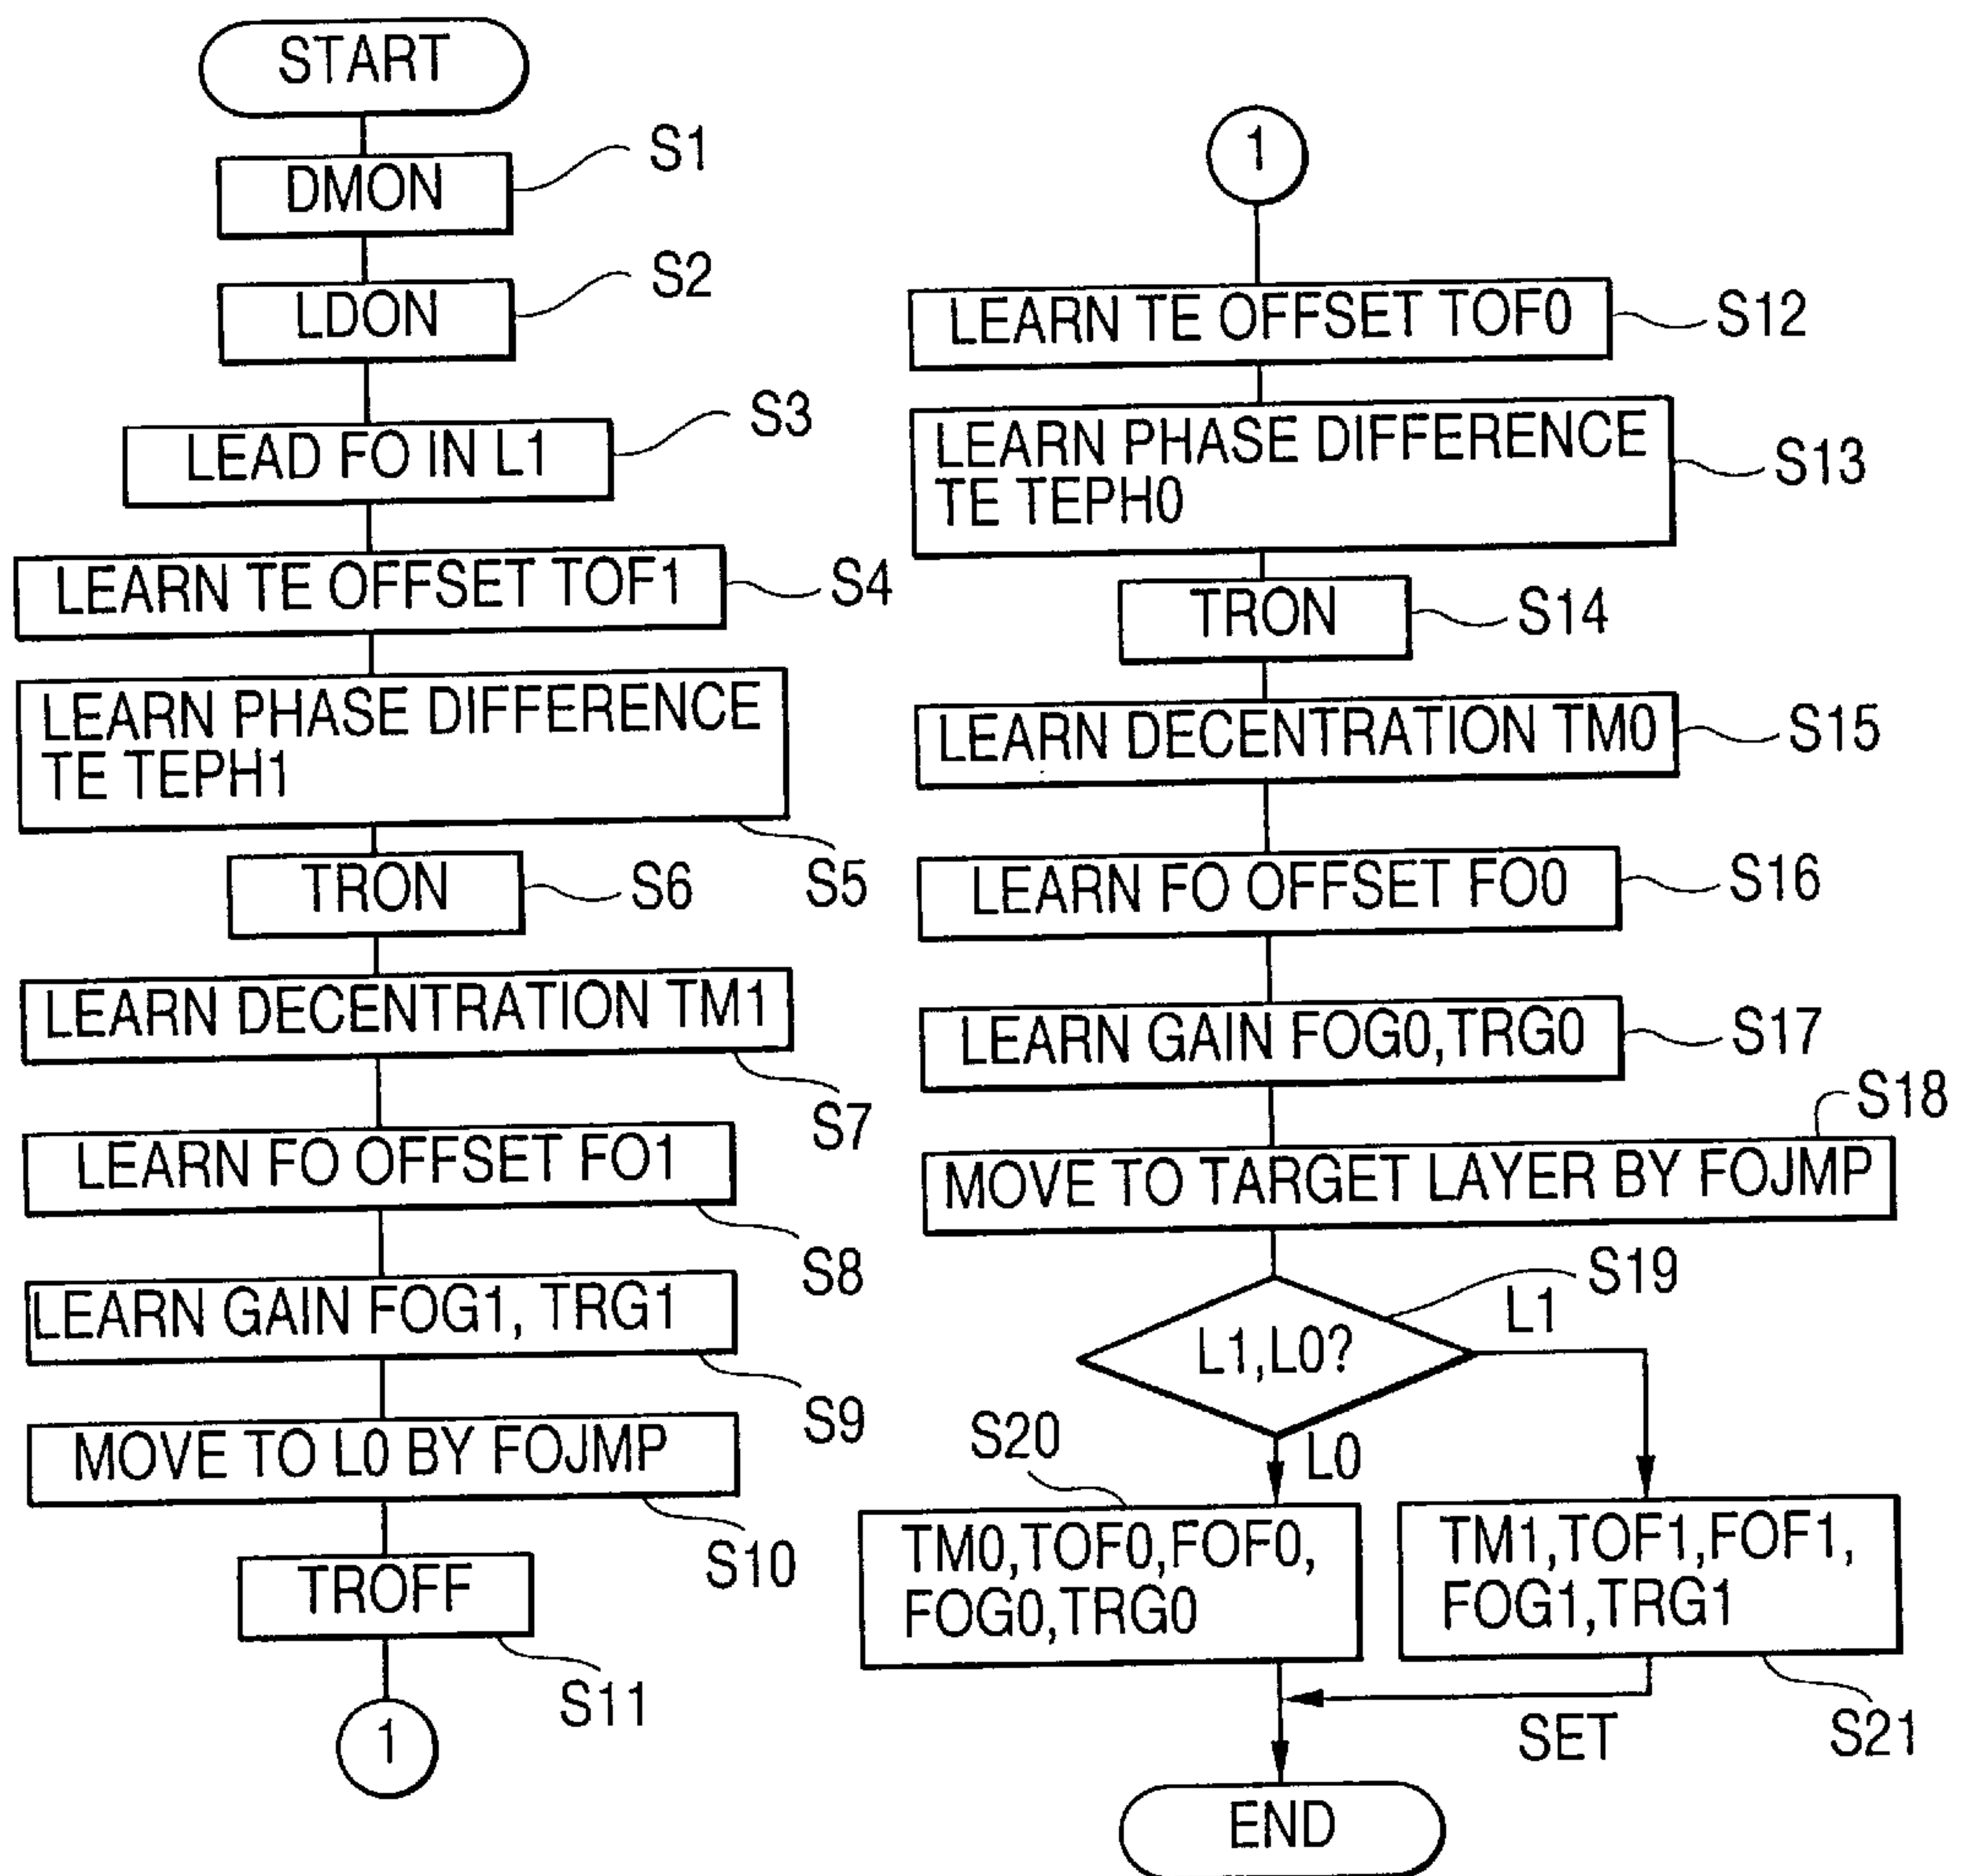 START
DMON
S1
LDON
S2
LEAD FO IN L1
S3
LEARN TE OFFSET TOF1
S4
LEARN PHASE DIFFERENCE
TE TEPH1
S5
TRON
S6
LEARN DECENTRATION TM1
S7
LEARN FO OFFSET FO1
S8
LEARN GAIN FOG1, TRG1
S9
MOVE TO L0 BY FOJMP
S10
TROFF
S11
1
1
LEARN TE OFFSET TOF0
S12
LEARN PHASE DIFFERENCE
TE TEPH0
S13
TRON
S14
LEARN DECENTRATION TM0
S15
LEARN FO OFFSET FO0
S16
LEARN GAIN FOG0,TRG0
S17
S18
MOVE TO TARGET LAYER BY FOJMP
S19
L1,L0?
L1
L0
S20
TM0,TOF0,FOF0,
FOG0,TRG0
TM1,TOF1,FOF1,
FOG1,TRG1
S21
SET
END